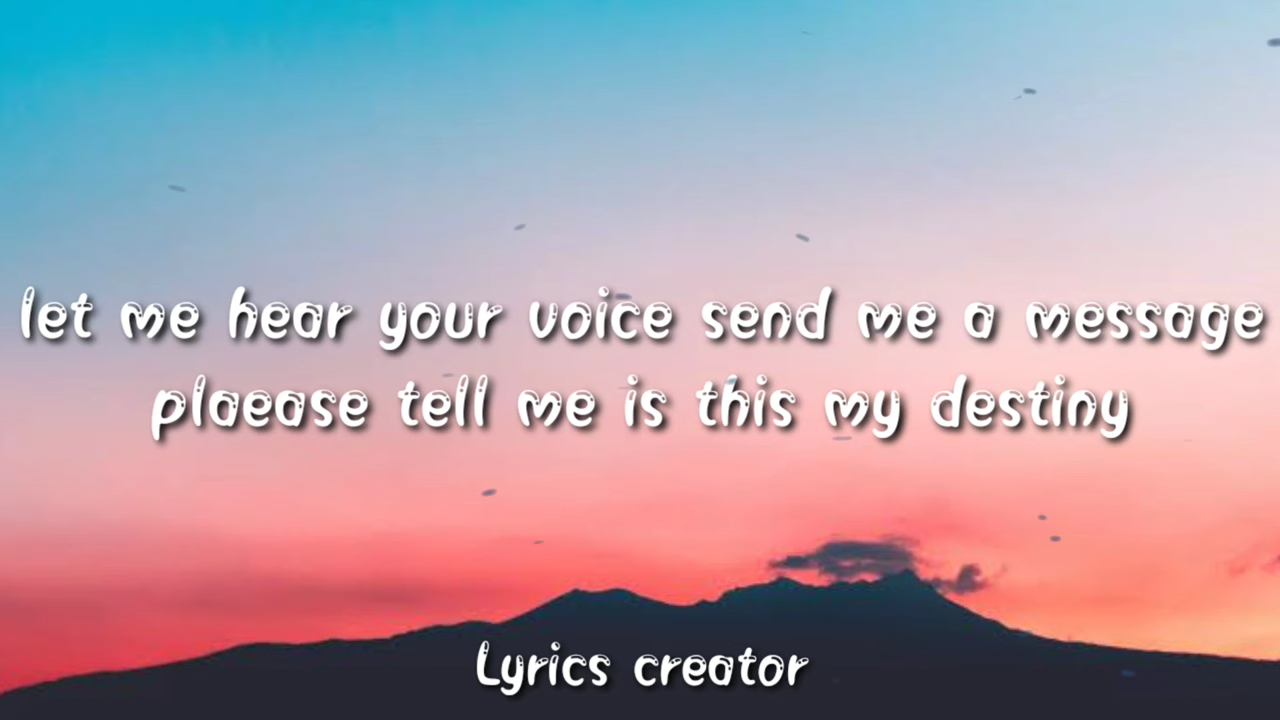 let me hear your voice send me a message
plaease tell me is this my destiny
Lyrics creator